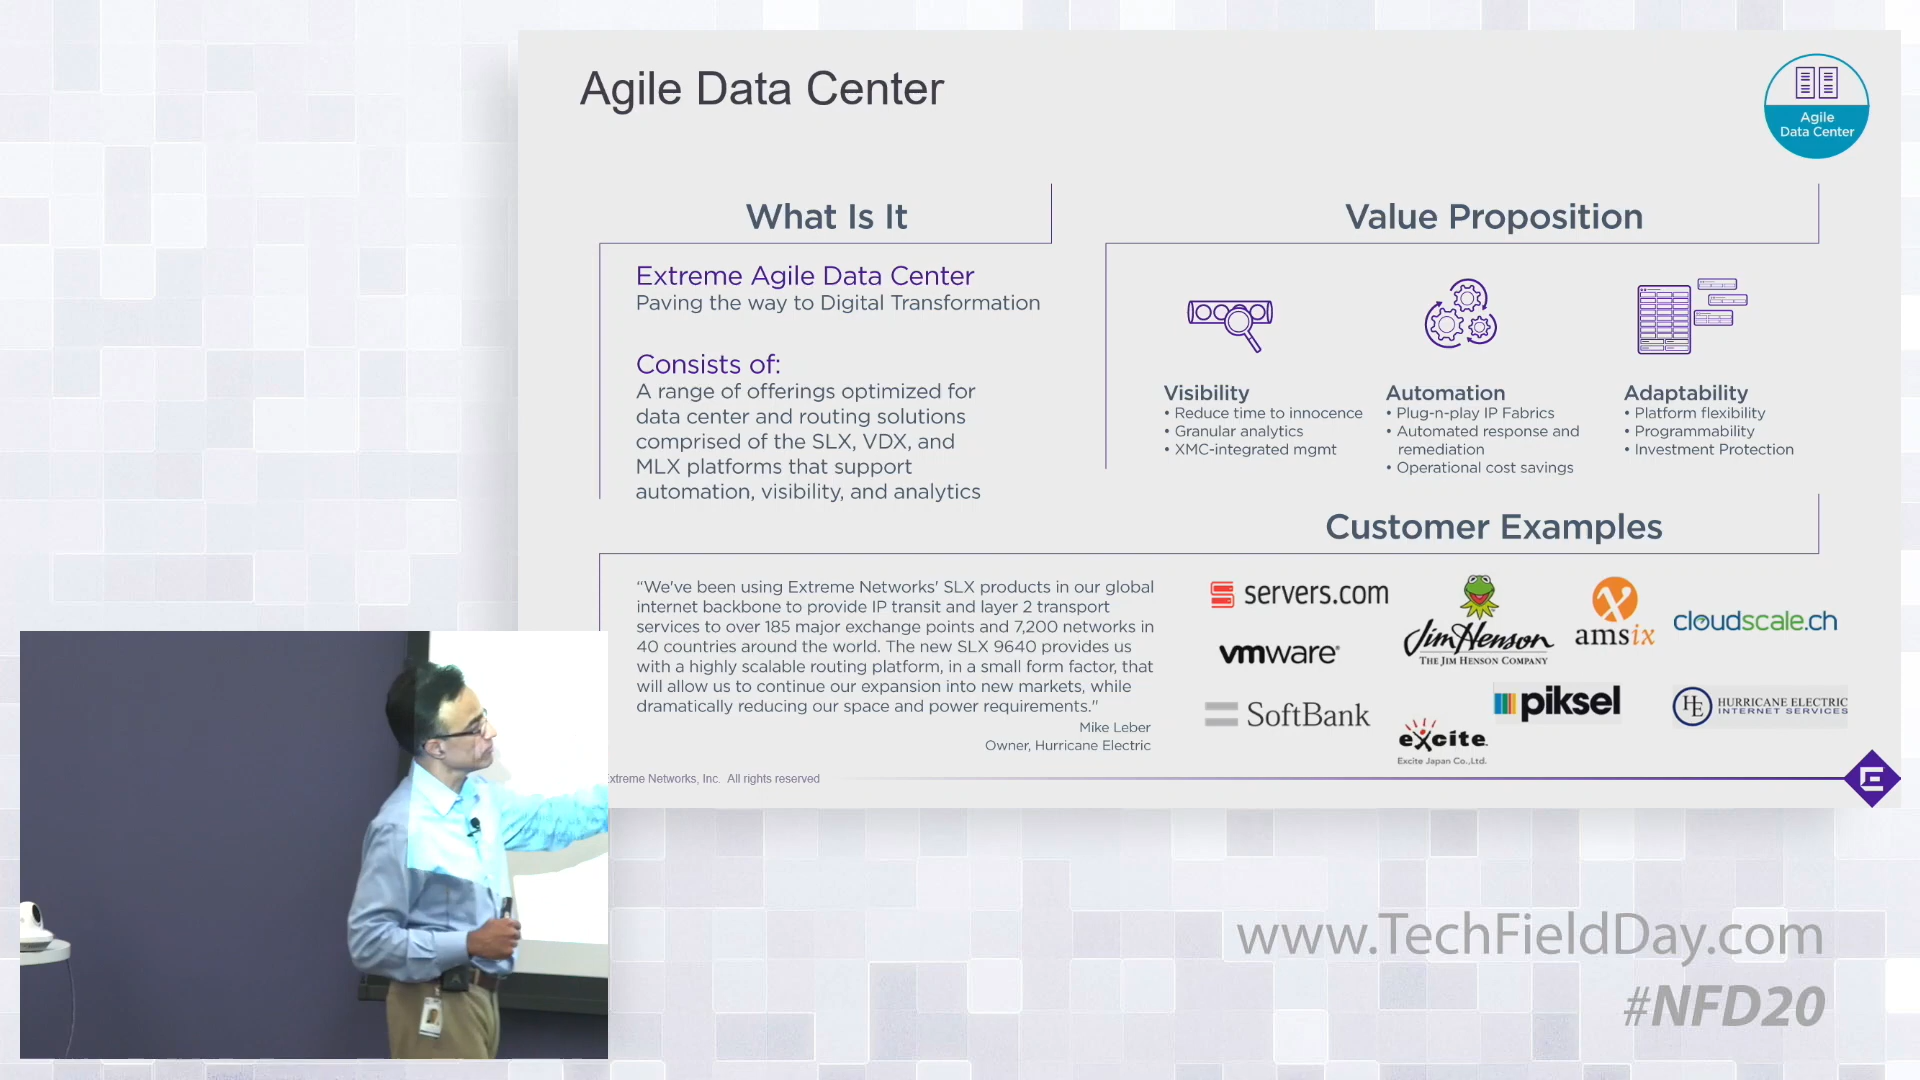 Agile Data Center
Agile
Data Center
What Is It
Extreme Agile Data Center
Paving the way to Digital Transformation
Consists of:
A range of offerings optimized for
data center and routing solutions
comprised of the SLX, VDX, and
MLX platforms that support
automation, visibility, and analytics
Value Proposition
Visibility
• Reduce time to innocence
• Granular analytics
• XMC-integrated mgmt
Automation
• Plug-n-play IP Fabrics
• Automated response and
remediation
• Operational cost savings
Adaptability
• Platform flexibility
• Programmability
• Investment Protection
Customer Examples
“We've been using Extreme Networks' SLX products in our global
internet backbone to provide IP transit and layer 2 transport
services to over 185 major exchange points and 7,200 networks in
40 countries around the world. The new SLX 9640 provides us
with a highly scalable routing platform, in a small form factor, that
will allow us to continue our expansion into new markets, while
dramatically reducing our space and power requirements."
Mike Leber
Owner, Hurricane Electric
servers.com
vmware®
SoftBank
Jim Henson
THE JIM HENSON COMPANY
excite.
Excite Japan Co.,Ltd.
amsix
piksel
cloudscale.ch
HE
HURRICANE ELECTRIC
INTERNET SERVICES
Networks, Inc. All rights reserved
www.TechFieldDay.com
#NFD20